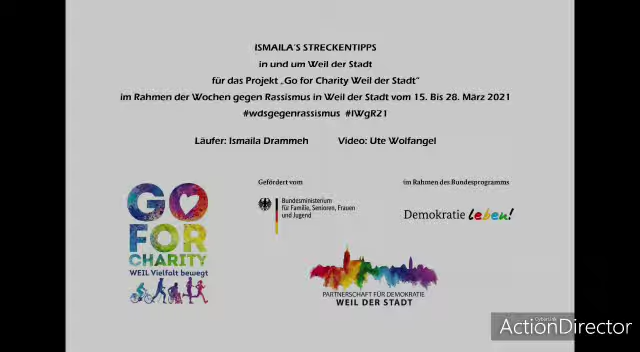 ISMAILA'S STRECKENTIPPS
in und um Weil der Stadt
für das Projekt „Go for Charity Weil der Stadt"
im Rahmen der Wochen gegen Rassismus in Weil der Stadt vom 15. Bis 28. März 2021
#wdsgegenrassismus #IWgR21
Läufer: Ismaila Drammeh Video: Ute Wolfangel
Gefördert vom
Bundesministerium
für Familie, Senioren, Frauen
und Jugend
im Rahmen des Bundesprogramms
Demokratie leben!
GO
FOR
CHARITY
WEIL Vielfalt bewegt
PARTNERSCHAFT FÜR DEMOKRATIE
WEIL DER STADT
CyberLink
ActionDirector